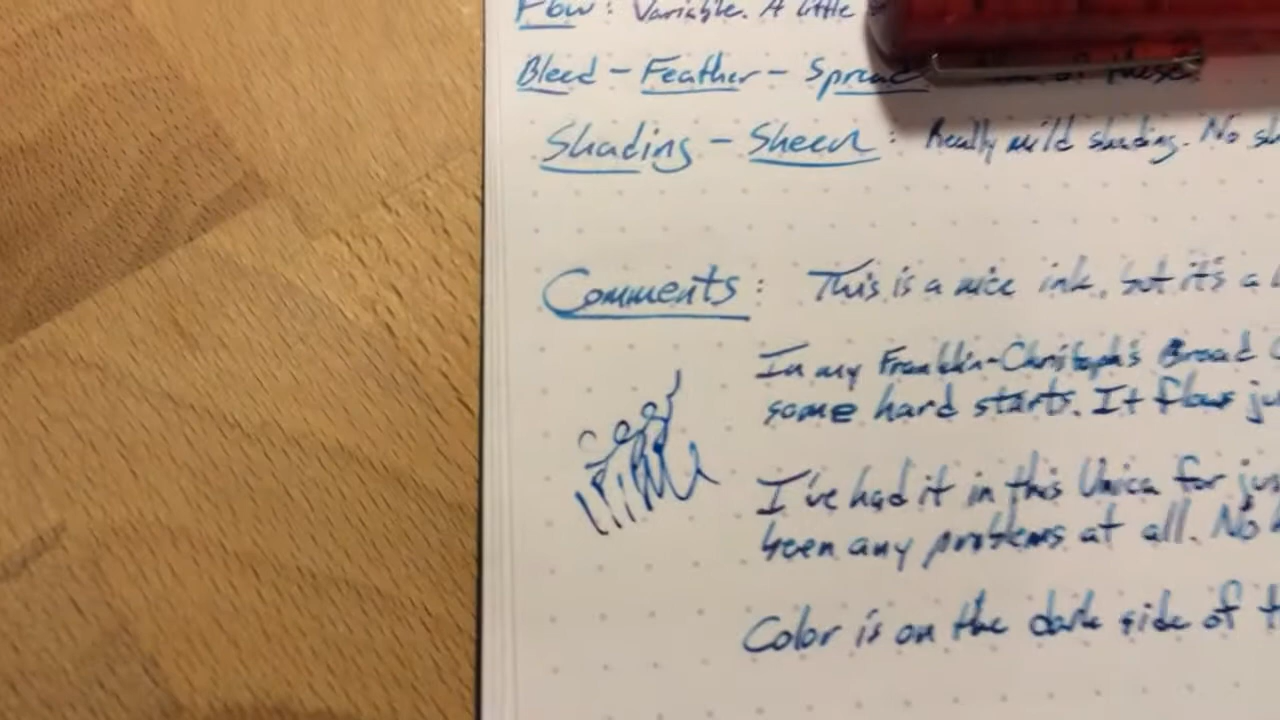 Flow: Variable. A little
Bleed - Feather - Spread of these.
Shading - Sheen: Really mild shading. No
Comments: This is a nice ink, but it's a
In my Franklin-Christoph's Broad
some hard starts. It flows
I've had it in this Unica for
been any problems at all. No
Color is on the dark side of